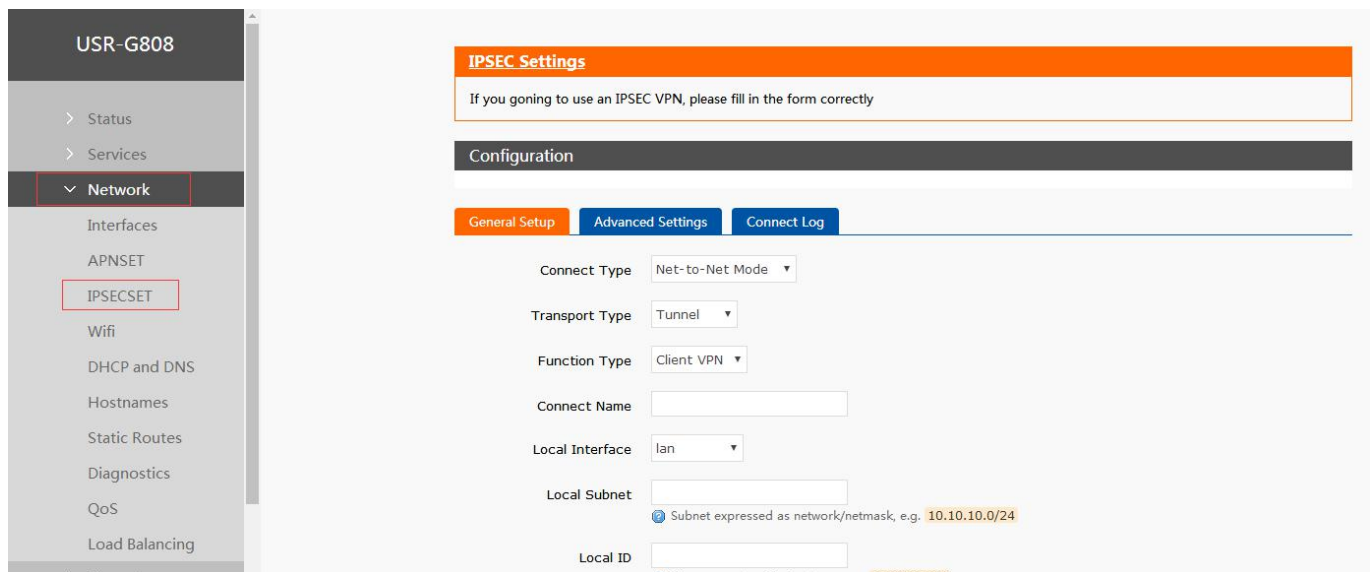 USR-G808
Status
Services
Network
Interfaces
APNSET
IPSECSET
Wifi
DHCP and DNS
Hostnames
Static Routes
Diagnostics
QoS
Load Balancing
IPSEC Settings
If you goning to use an IPSEC VPN, please fill in the form correctly
Configuration
General Setup Advanced Settings Connect Log
Connect Type Net-to-Net Mode
Transport Type Tunnel
Function Type Client VPN
Connect Name
Local Interface lan
Local Subnet
Subnet expressed as network/netmask, e.g. 10.10.10.0/24
Local ID